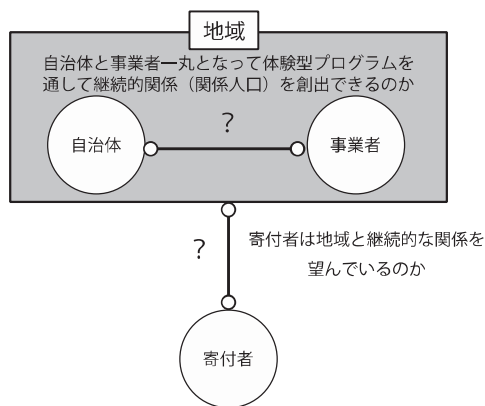 地域
自治体と事業者一丸となって体験型プログラムを
通して継続的関係（関係人口）を創出できるのか
?
自治体
事業者
?
寄付者は地域と継続的な関係を
望んでいるのか
寄付者